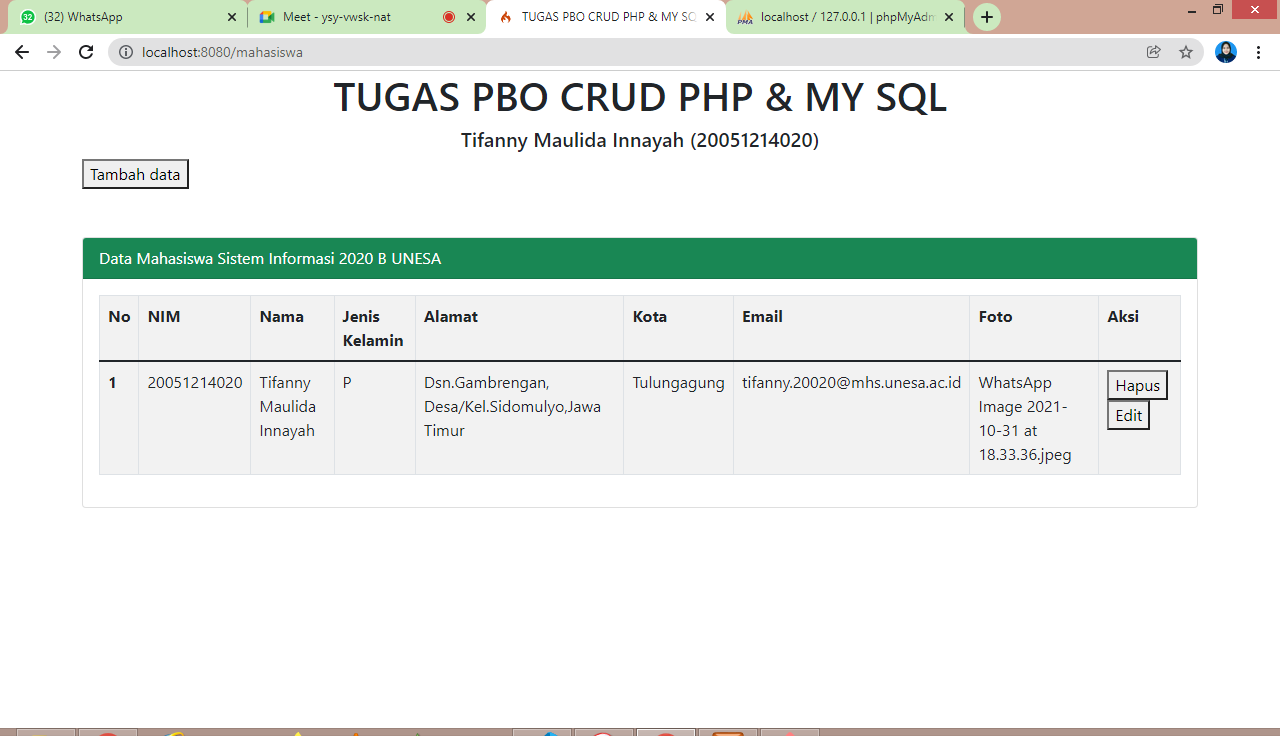 32 (32) WhatsApp
Meet - ysy-vwsk-nat
TUGAS PBO CRUD PHP & MY SQ
PMA localhost / 127.0.0.1 | phpMyAdm
localhost:8080/mahasiswa
TUGAS PBO CRUD PHP & MY SQL
Tifanny Maulida Innayah (20051214020)
Tambah data
Data Mahasiswa Sistem Informasi 2020 B UNESA
No NIM Nama Jenis Kelamin Alamat Kota Email Foto Aksi
1 20051214020 Tifanny Maulida Innayah P Dsn.Gambrengan, Desa/Kel.Sidomulyo,Jawa Timur Tulungagung tifanny.20020@mhs.unesa.ac.id WhatsApp Image 2021-10-31 at 18.33.36.jpeg Hapus
Edit